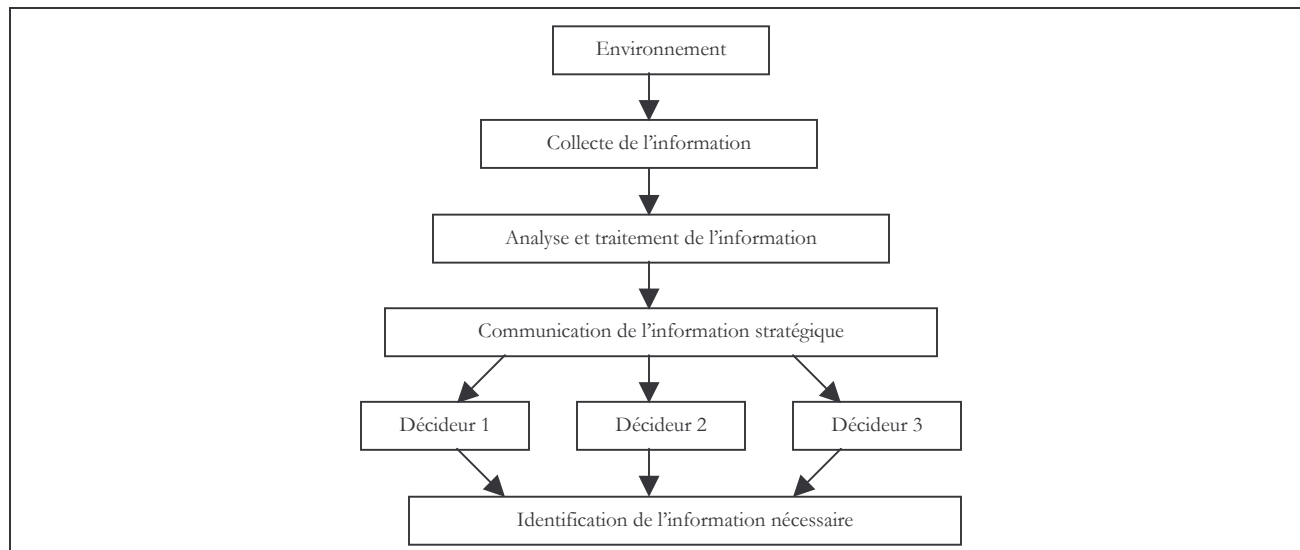 Environnement
Collecte de l’information
Analyse et traitement de l’information
Communication de l’information stratégique
Décideur 1
Décideur 2
Décideur 3
Identification de l’information nécessaire